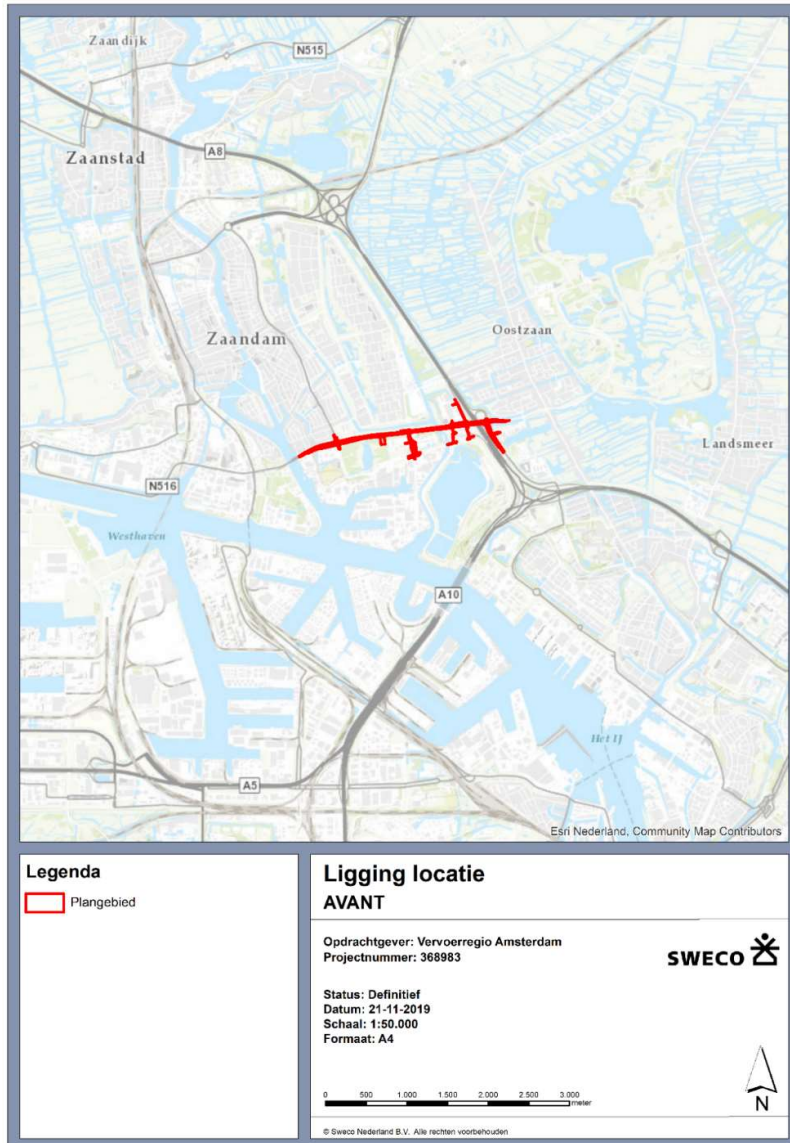 Zaandijk
N515
Zaanstad
A8
Oostzaan
Zaandam
Landsmeer
N516
Westhaven
A10
Het IJ
A5
Esri Nederland, Community Map Contributors
Legenda
Plangebied
Ligging locatie
AVANT
Opdrachtgever: Vervoerregio Amsterdam
Projectnummer: 368983
SWECO
Status: Definitief
Datum: 21-11-2019
Schaal: 1:50.000
Formaat: A4
0 500 1.000 1.500 2.000 2.500 3.000
meter
N
© Sweco Nederland B.V. Alle rechten voorbehouden